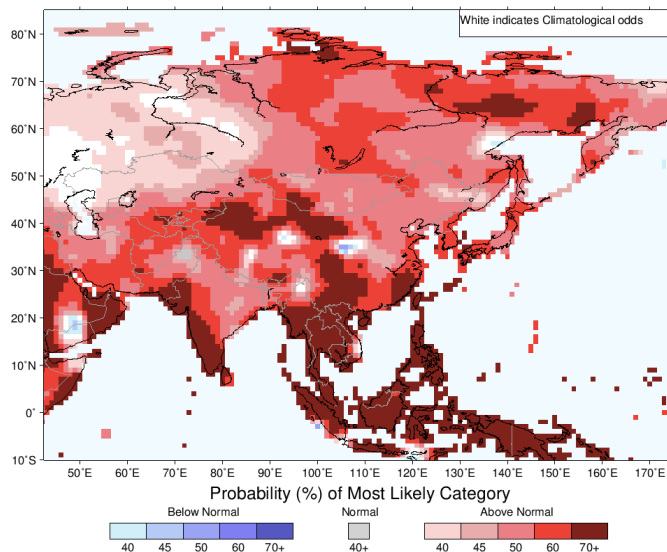 White indicates Climatological odds
80°N
70°N
60°N
50°N
40°N
30°N
20°N
10°N
0°
10°S
50°E 60°E 70°E 80°E 90°E 100°E 110°E 120°E 130°E 140°E 150°E 160°E 170°E
Probability (%) of Most Likely Category
Below Normal Normal Above Normal
40 45 50 60 70+ 40+ 40 45 50 60 70+